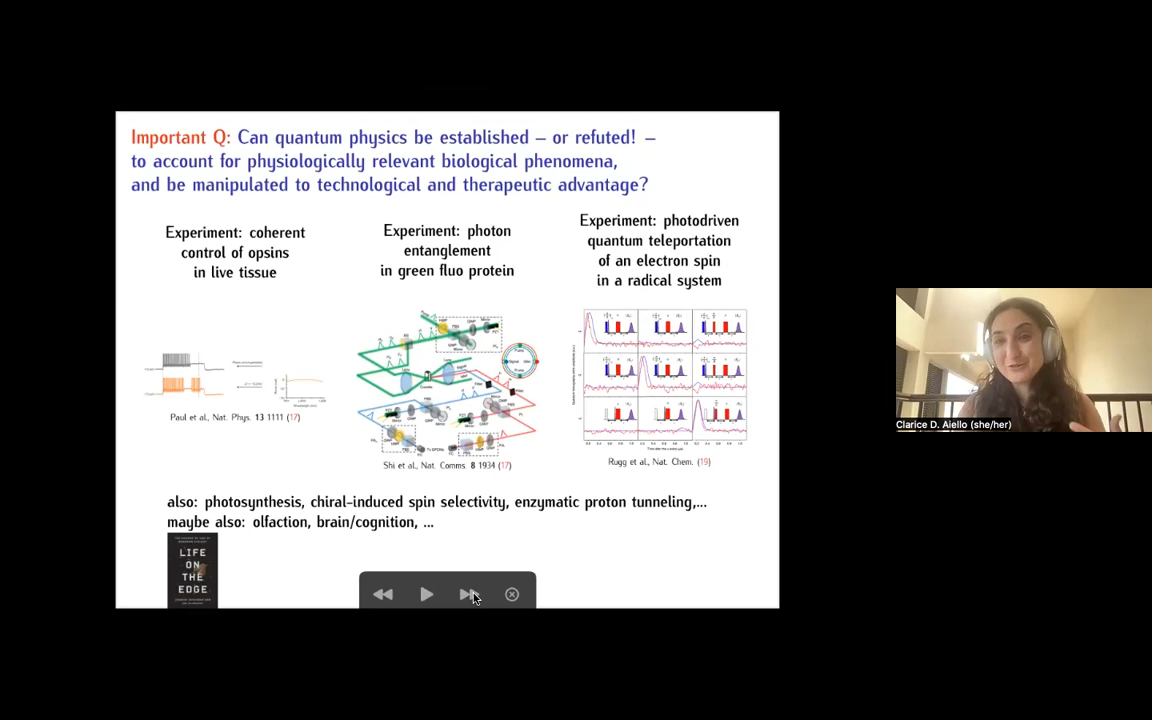 Important Q: Can quantum physics be established – or refuted! –
to account for physiologically relevant biological phenomena,
and be manipulated to technological and therapeutic advantage?
Experiment: coherent
control of opsins
in live tissue
Experiment: photon
entanglement
in green fluo protein
Experiment: photodriven
quantum teleportation
of an electron spin
in a radical system
Paul et al., Nat. Phys. 13 1111 (17)
Shi et al., Nat. Comms. 8 1934 (17)
Rugg et al., Nat. Chem. (19)
also: photosynthesis, chiral-induced spin selectivity, enzymatic proton tunneling,...
maybe also: olfaction, brain/cognition, ...
LIFE
ON
THE
EDGE
Clarice D. Aiello (she/her)